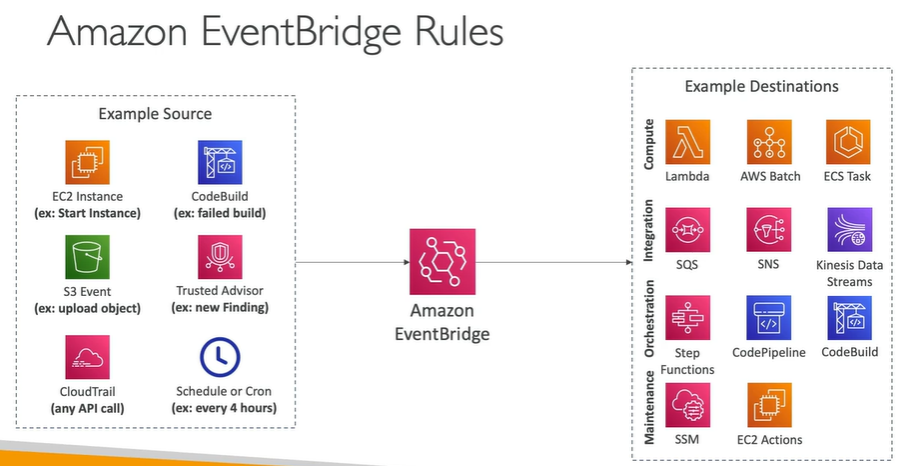 Amazon EventBridge Rules
Example Source
EC2 Instance
(ex: Start Instance)
CodeBuild
(ex: failed build)
S3 Event
(ex: upload object)
Trusted Advisor
(ex: new Finding)
CloudTrail
(any API call)
Schedule or Cron
(ex: every 4 hours)
Amazon
EventBridge
Example Destinations
Compute
Lambda
AWS Batch
ECS Task
Integration
SQS
SNS
Kinesis Data
Streams
Orchestration
Step
Functions
CodePipeline
CodeBuild
Maintenance
SSM
EC2 Actions